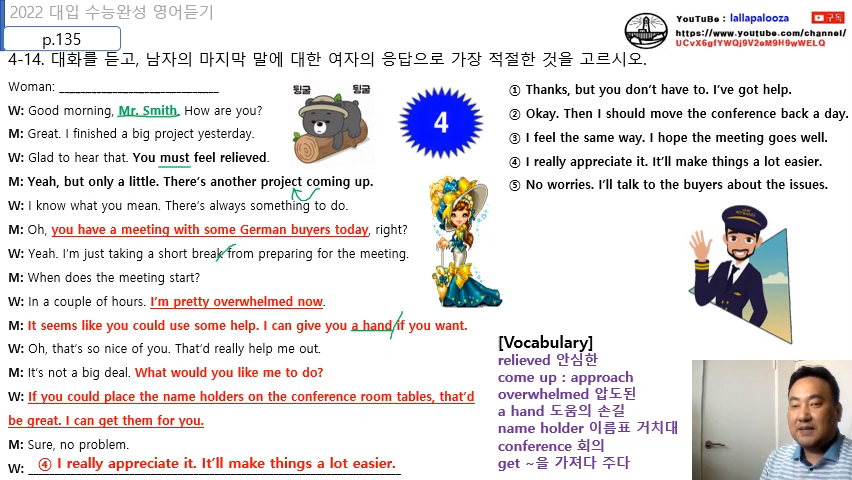 2022 대입 수능완성 영어듣기
p.135
YouTuBe : lallapalooza
구독
https://www.youtube.com/channel/
UCvX6gfYWQj9V2eM9H9wWELQ
4-14. 대화를 듣고, 남자의 마지막 말에 대한 여자의 응답으로 가장 적절한 것을 고르시오.
Woman: ____________________________
W: Good morning, Mr. Smith. How are you?
M: Great. I finished a big project yesterday.
W: Glad to hear that. You must feel relieved.
M: Yeah, but only a little. There's another project coming up.
W: I know what you mean. There's always something to do.
M: Oh, you have a meeting with some German buyers today, right?
W: Yeah. I'm just taking a short break from preparing for the meeting.
M: When does the meeting start?
W: In a couple of hours. I'm pretty overwhelmed now.
M: It seems like you could use some help. I can give you a hand if you want.
W: Oh, that's so nice of you. That'd really help me out.
M: It's not a big deal. What would you like me to do?
W: If you could place the name holders on the conference room tables, that'd
be great. I can get them for you.
M: Sure, no problem.
W: ④ I really appreciate it. It'll make things a lot easier.
뒹굴
뒹굴
4
① Thanks, but you don't have to. I've got help.
② Okay. Then I should move the conference back a day.
③ I feel the same way. I hope the meeting goes well.
④ I really appreciate it. It'll make things a lot easier.
⑤ No worries. I'll talk to the buyers about the issues.
[Vocabulary]
relieved 안심한
come up : approach
overwhelmed 압도된
a hand 도움의 손길
name holder 이름표 거치대
conference 회의
get ~을 가져다 주다